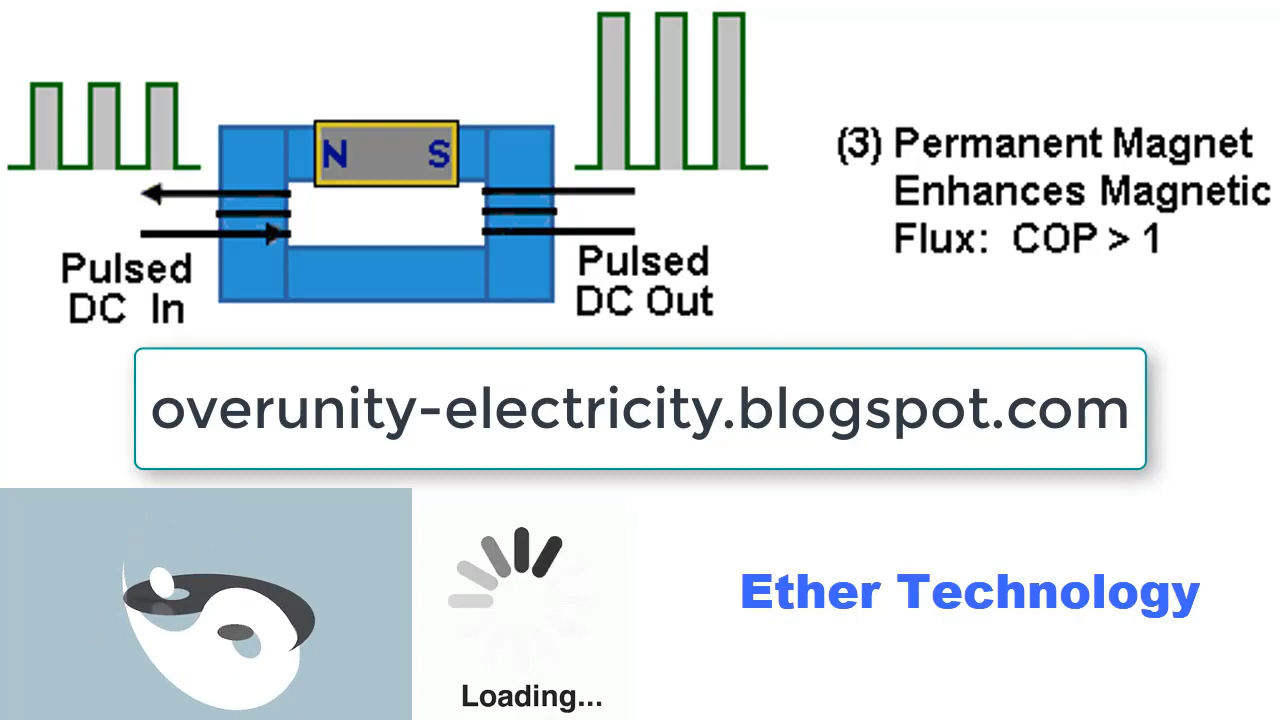 N S
(3) Permanent Magnet
Enhances Magnetic
Flux: COP > 1
Pulsed
DC In
Pulsed
DC Out
overunity-electricity.blogspot.com
Ether Technology
Loading...